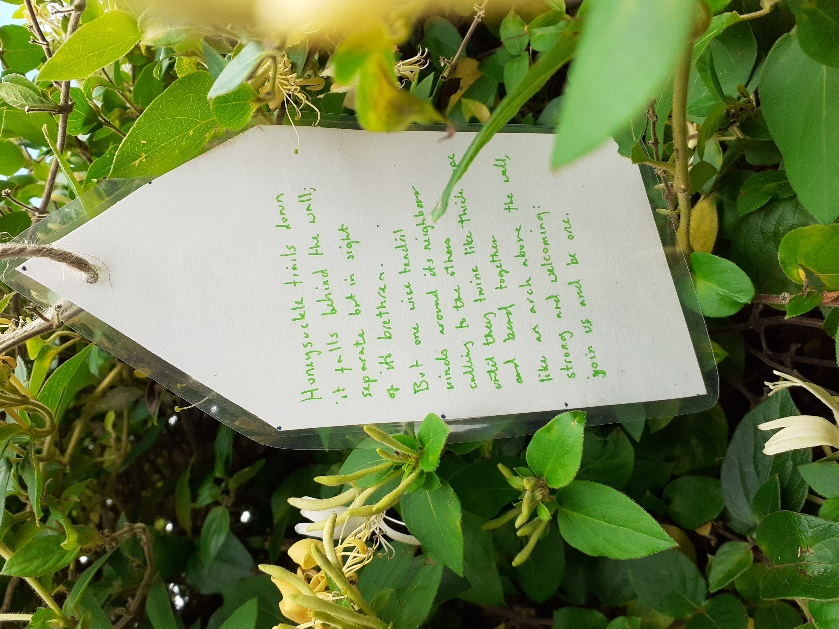 Honeysuckle trails down
it falls behind the wall;
separate but in sight
of its brethren.
But one wise tendril
winds around its neighbor
calling to the others
until they twine like thick
and bend together
like an arch above the wall,
strong and welcoming:
join us and be one.